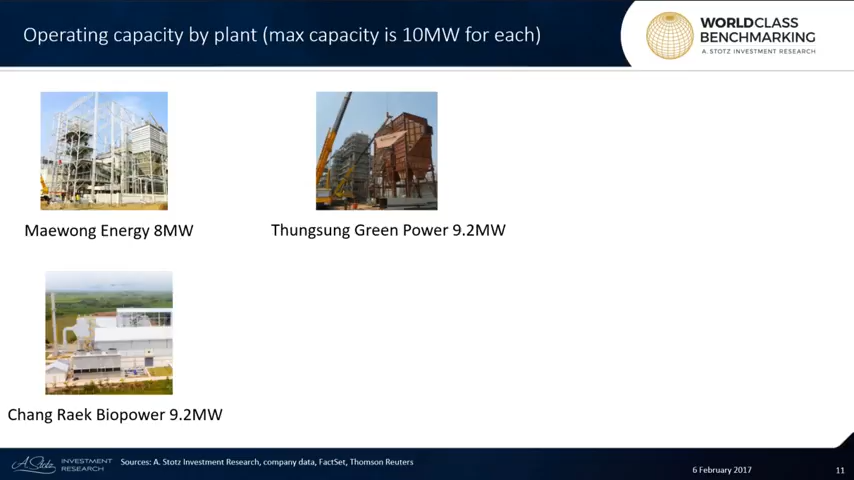 Operating capacity by plant (max capacity is 10MW for each)
WORLDCLASS
BENCHMARKING
A STOTZ INVESTMENT RESEARCH
Maewong Energy 8MW
Thungsung Green Power 9.2MW
Chang Raek Biopower 9.2MW
A. Stotz
INVESTMENT
RESEARCH
Sources: A. Stotz Investment Research, company data, FactSet, Thomson Reuters
6 February 2017
11